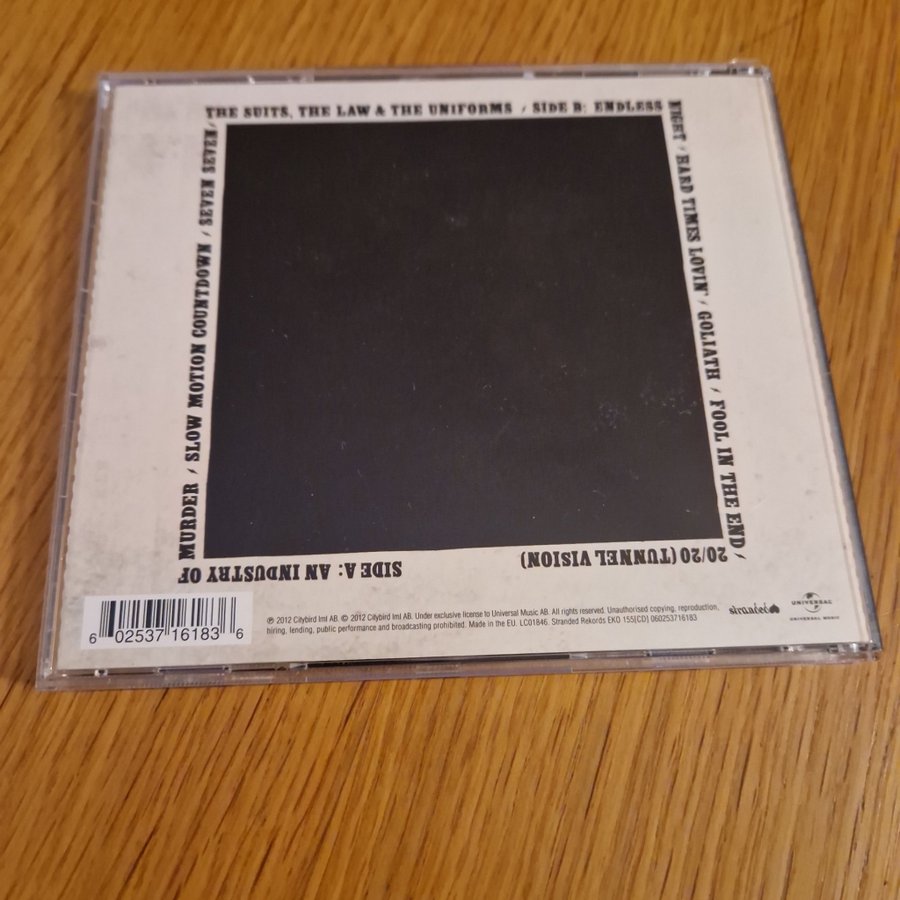 SIDE A: AN INDUSTRY OF
MURDER / SLOW MOTION COUNTDOWN / SEVEN SEVEN /
THE SUITS, THE LAW & THE UNIFORMS / SIDE B: ENDLESS
NIGHT / HARD TIMES LOVIN' / GOLIATH / FOOL IN THE END /
20/20 (TUNNEL VISION)
6 02537 16183 6
℗ 2012 Citybird Iml AB. © 2012 Citybird Iml AB. Under exclusive license to Universal Music AB. All rights reserved. Unauthorised copying, reproduction,
hiring, lending, public performance and broadcasting prohibited. Made in the EU. LC01846. Stranded Rekords EKO 155[CD] 060253716183
stranded
UNIVERSAL
UNIVERSAL MUSIC